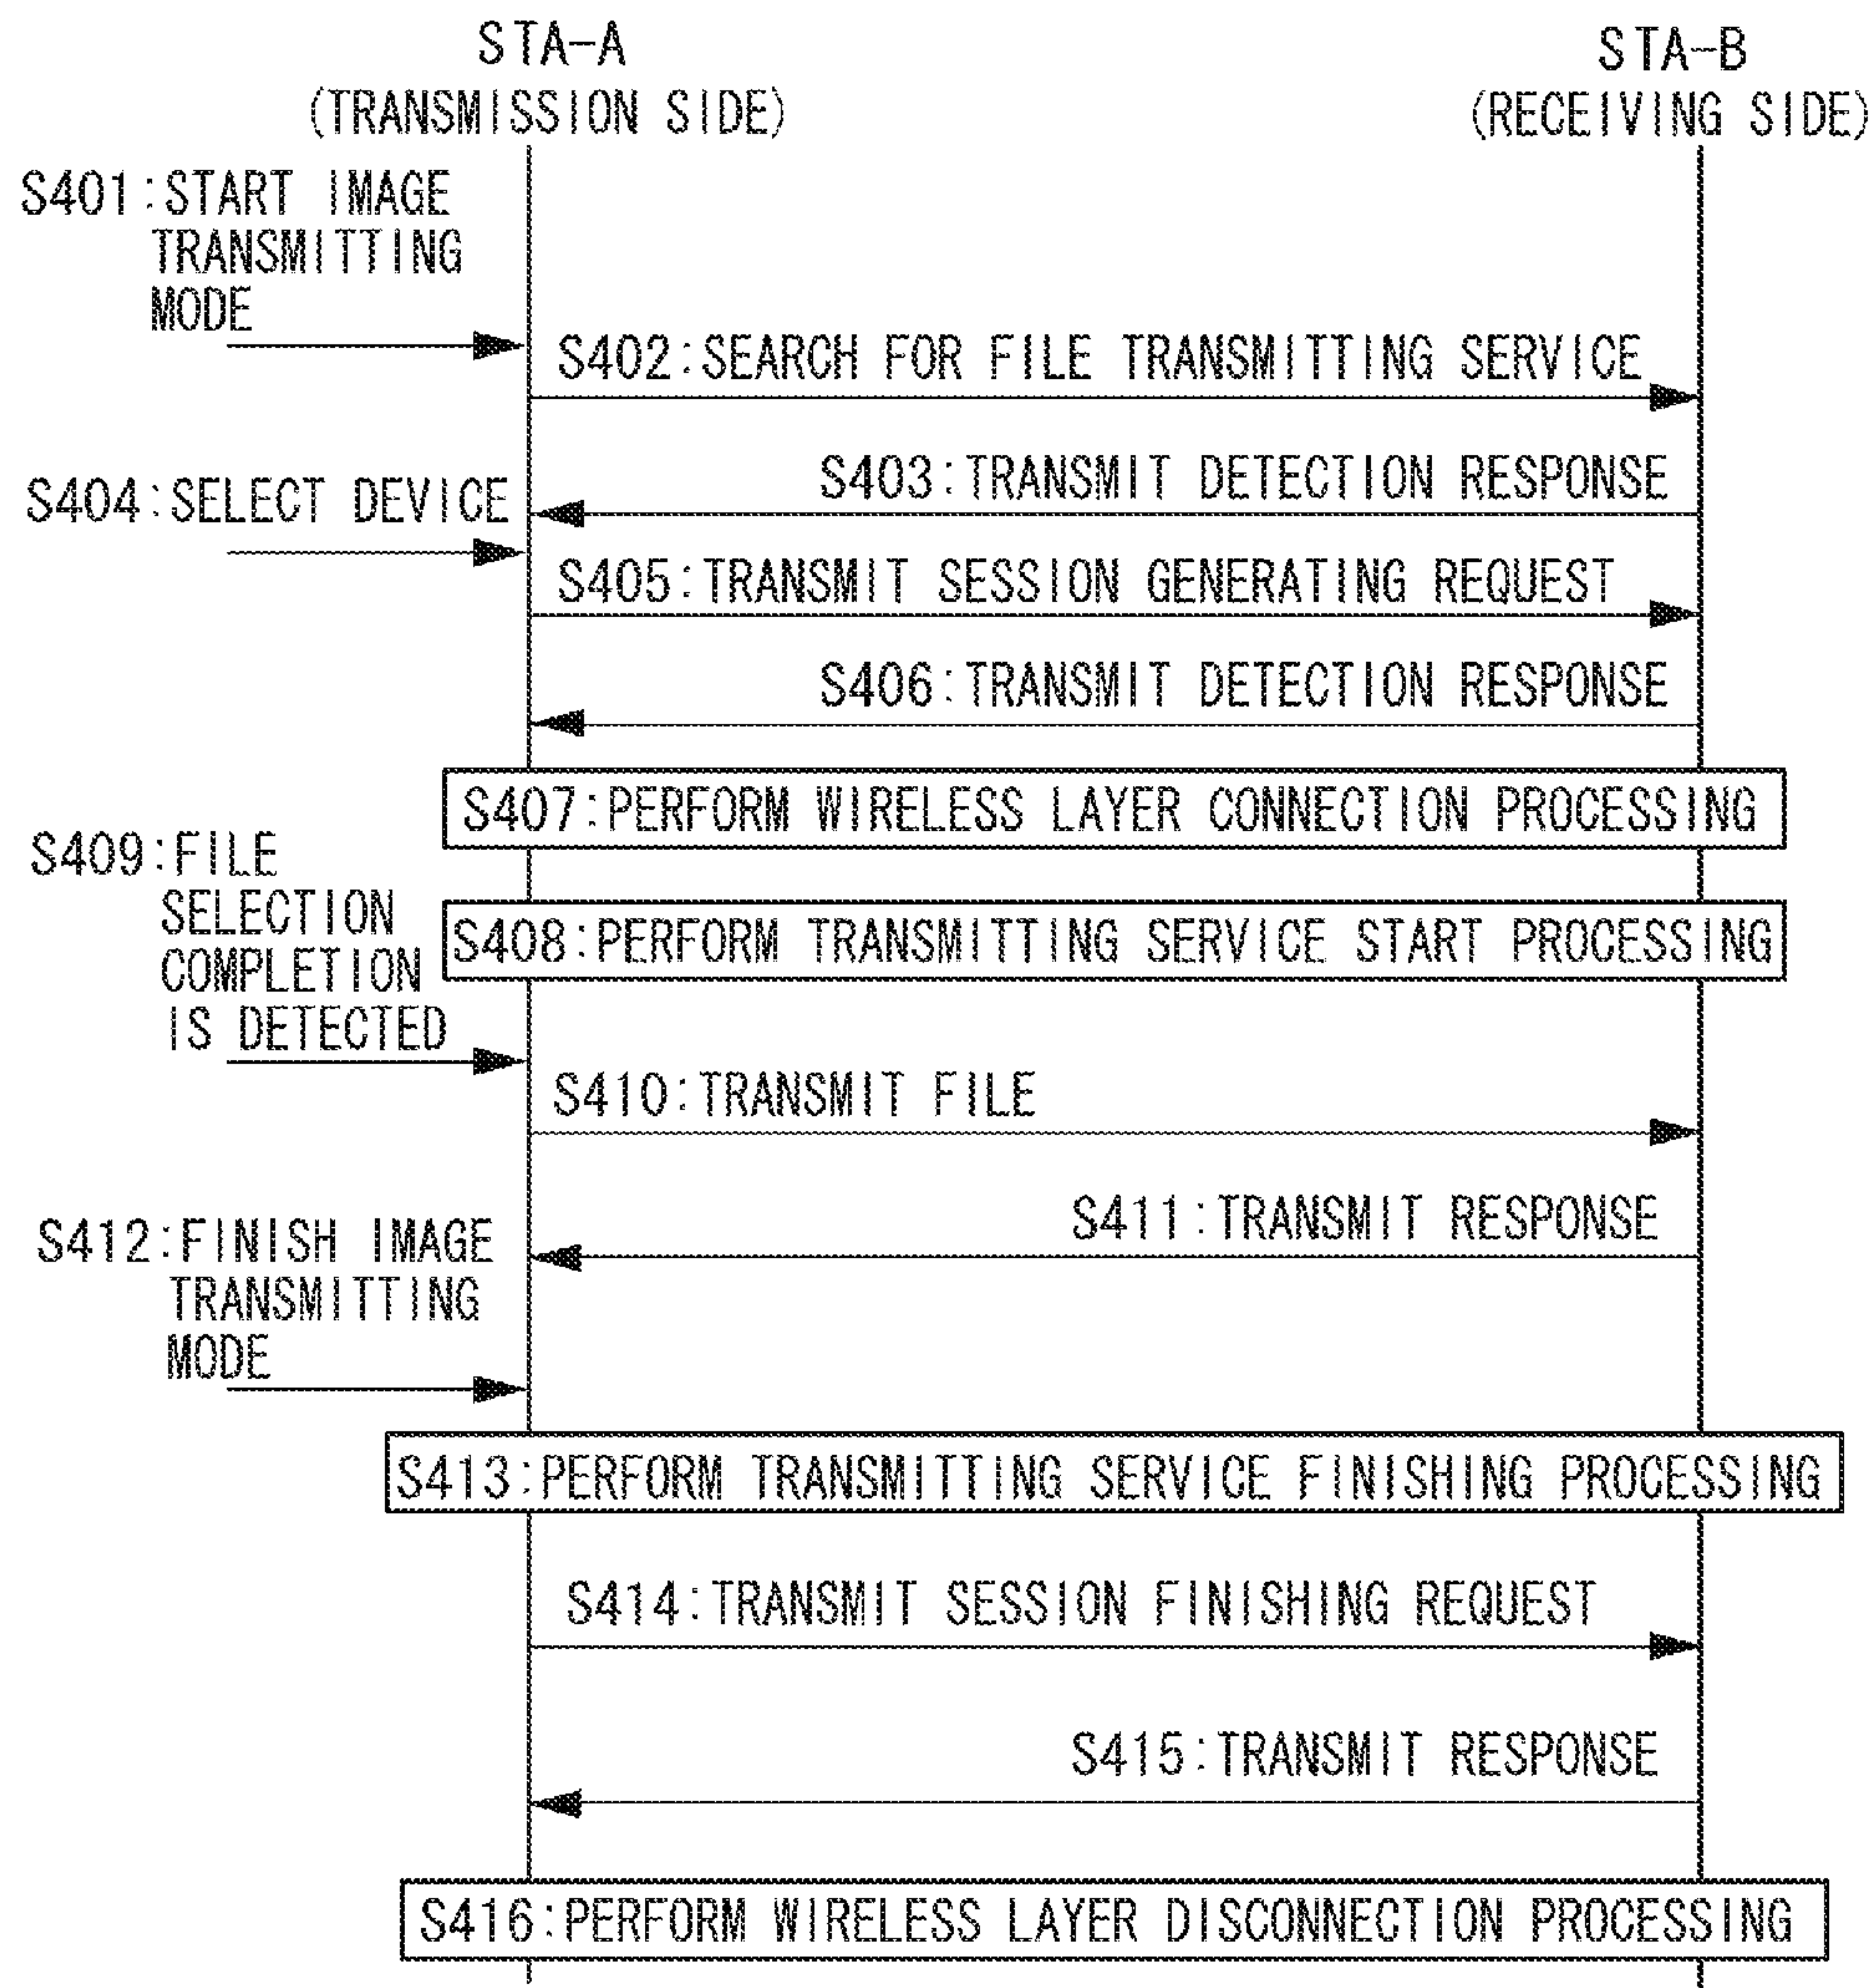 STA-A
(TRANSMISSION SIDE)
STA-B
(RECEIVING SIDE)
S401:START IMAGE
TRANSMITTING
MODE
S402:SEARCH FOR FILE TRANSMITTING SERVICE
S403:TRANSMIT DETECTION RESPONSE
S404:SELECT DEVICE
S405:TRANSMIT SESSION GENERATING REQUEST
S406:TRANSMIT DETECTION RESPONSE
S407:PERFORM WIRELESS LAYER CONNECTION PROCESSING
S409:FILE
SELECTION
COMPLETION
IS DETECTED
S408:PERFORM TRANSMITTING SERVICE START PROCESSING
S410:TRANSMIT FILE
S411:TRANSMIT RESPONSE
S412:FINISH IMAGE
TRANSMITTING
MODE
S413:PERFORM TRANSMITTING SERVICE FINISHING PROCESSING
S414:TRANSMIT SESSION FINISHING REQUEST
S415:TRANSMIT RESPONSE
S416:PERFORM WIRELESS LAYER DISCONNECTION PROCESSING